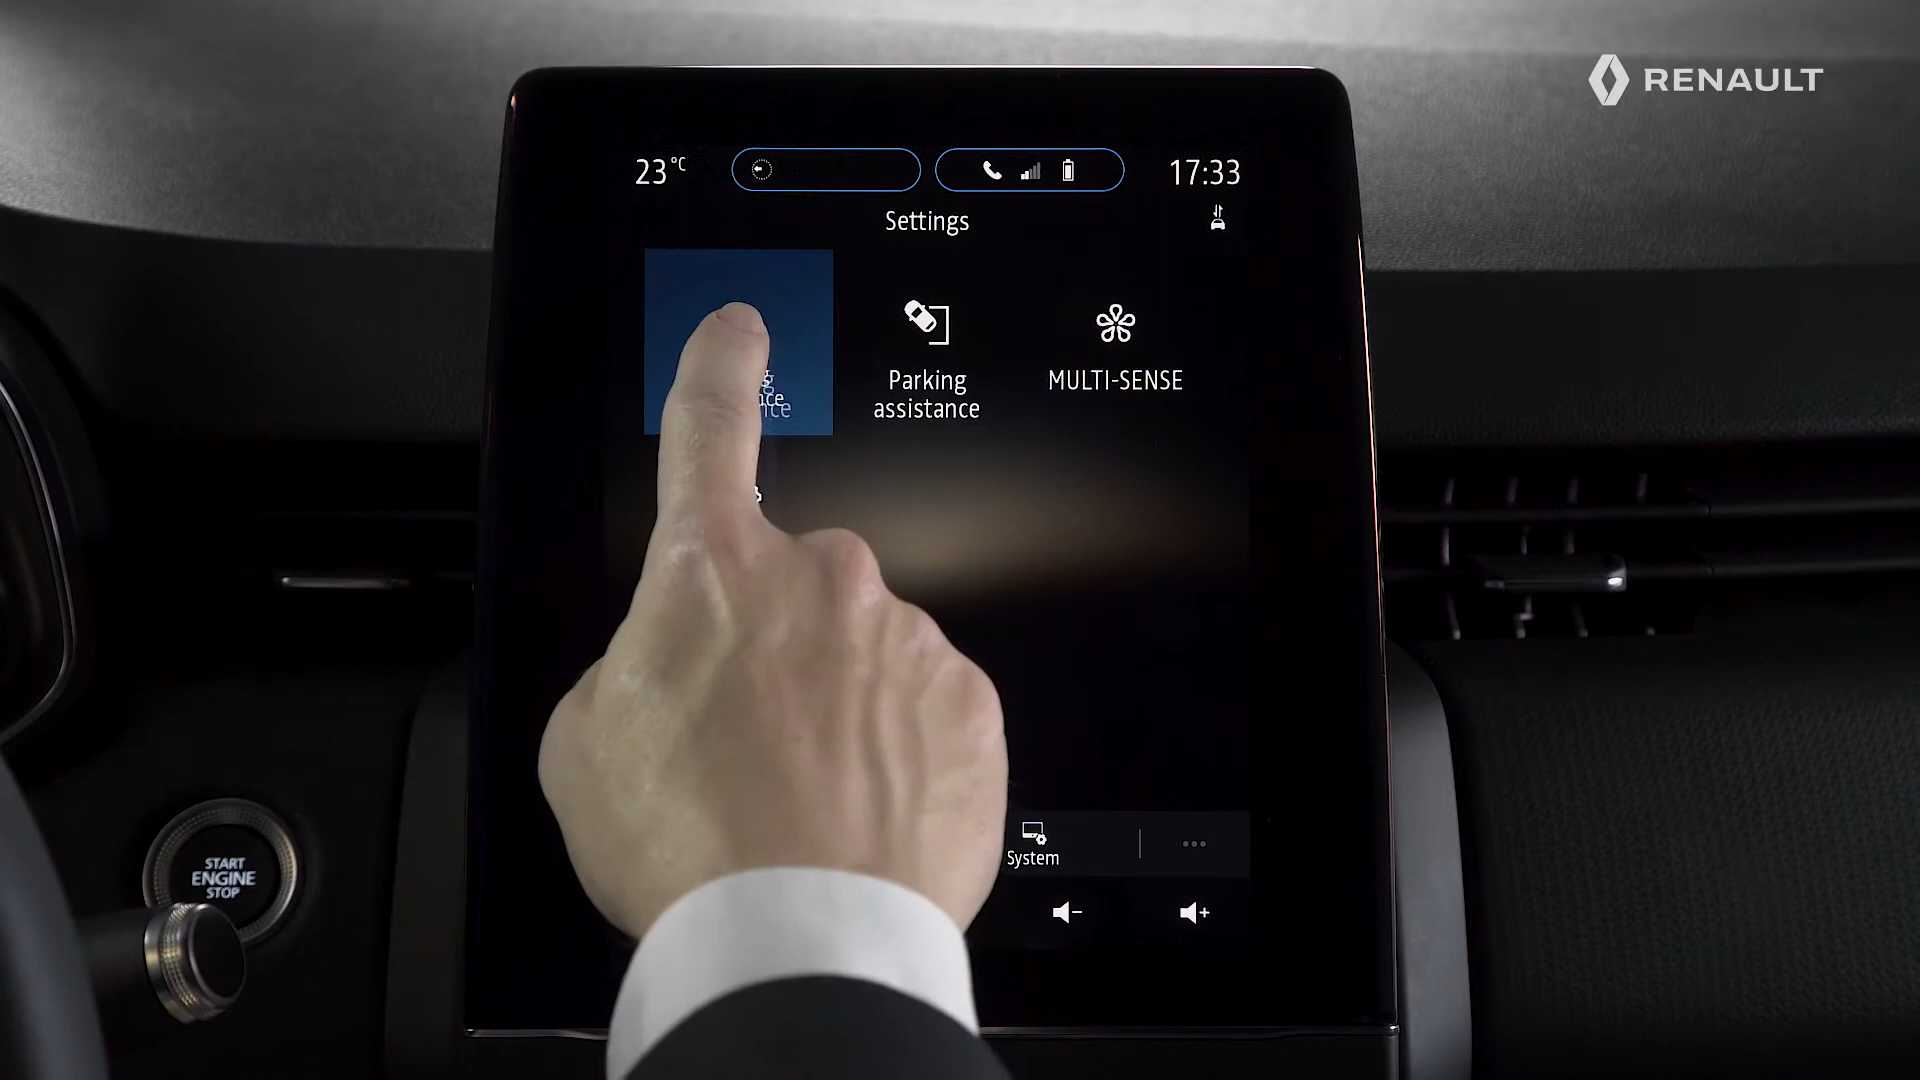 RENAULT
23°C
17:33
Settings
Parking
assistance
MULTI-SENSE
System
START
ENGINE
STOP